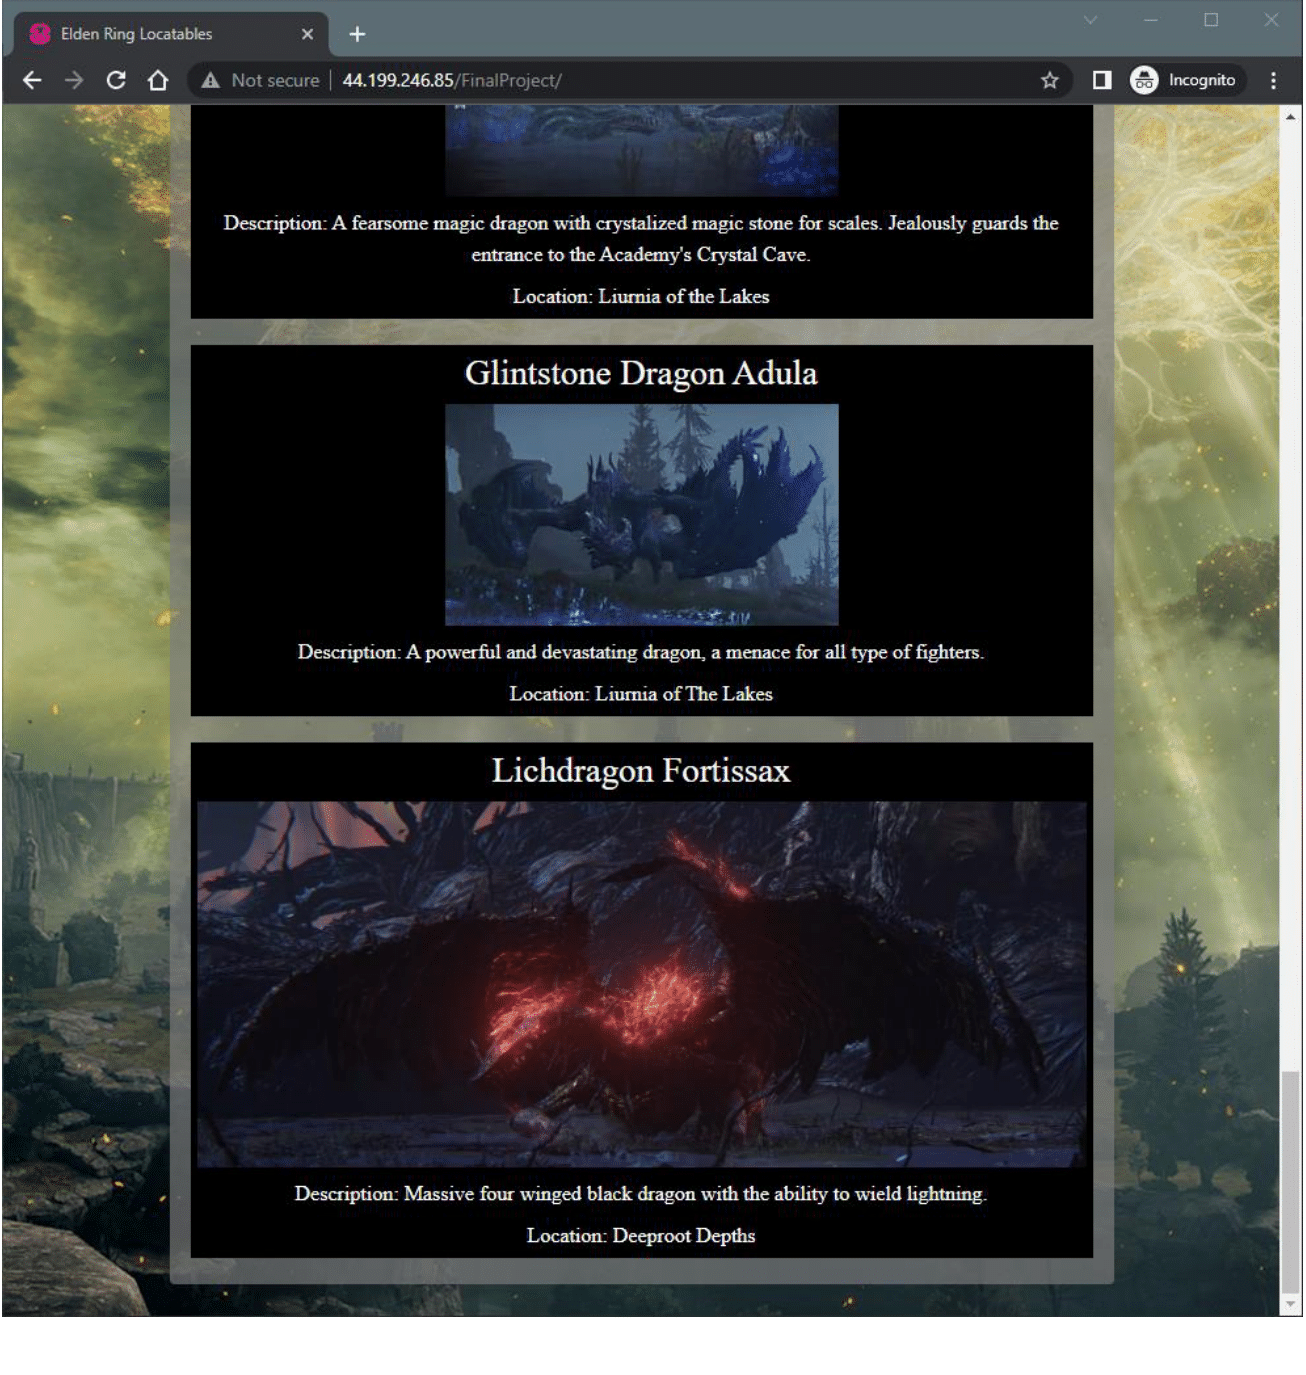 Elden Ring Locatables
Not secure 44.199.246.85/FinalProject/ Incognito
Description: A fearsome magic dragon with crystalized magic stone for scales. Jealously guards the
entrance to the Academy's Crystal Cave.
Location: Liurnia of the Lakes
Glintstone Dragon Adula
Description: A powerful and devastating dragon, a menace for all type of fighters.
Location: Liurnia of The Lakes
Lichdragon Fortissax
Description: Massive four winged black dragon with the ability to wield lightning.
Location: Deeproot Depths